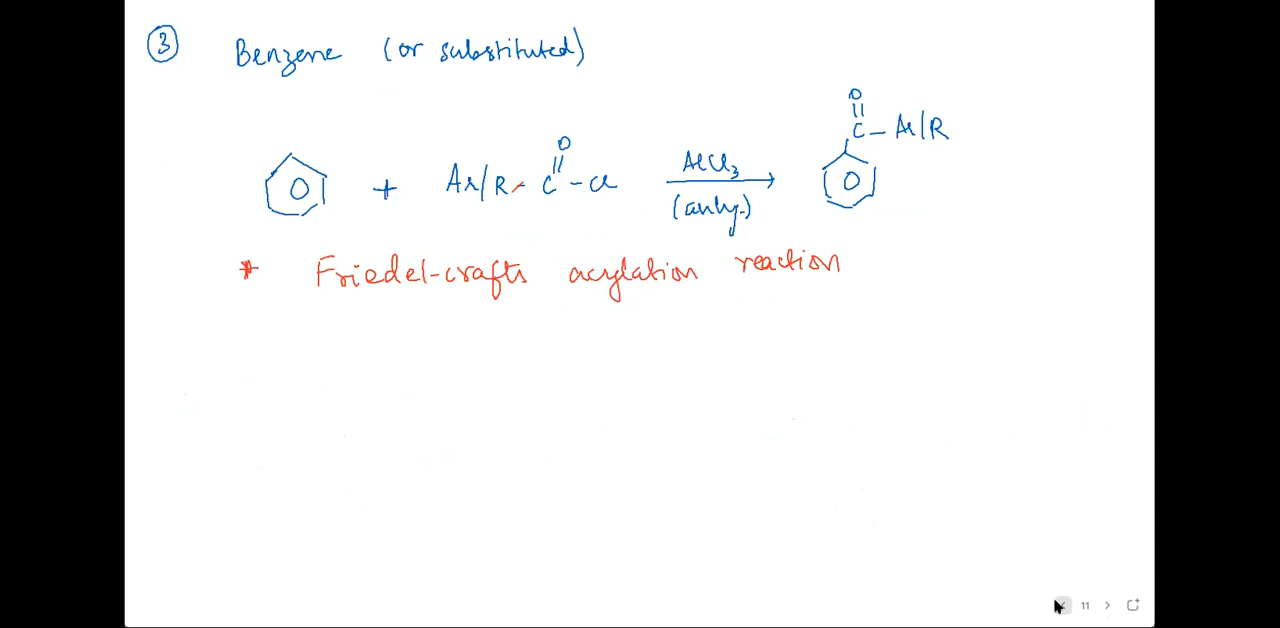 ③ Benzene (or substituted)
O
||
C – Ar/R
O
||
+ Ar/R – C – Cl AlCl₃
(anhy.)
* Friedel-crafts acylation reaction
11